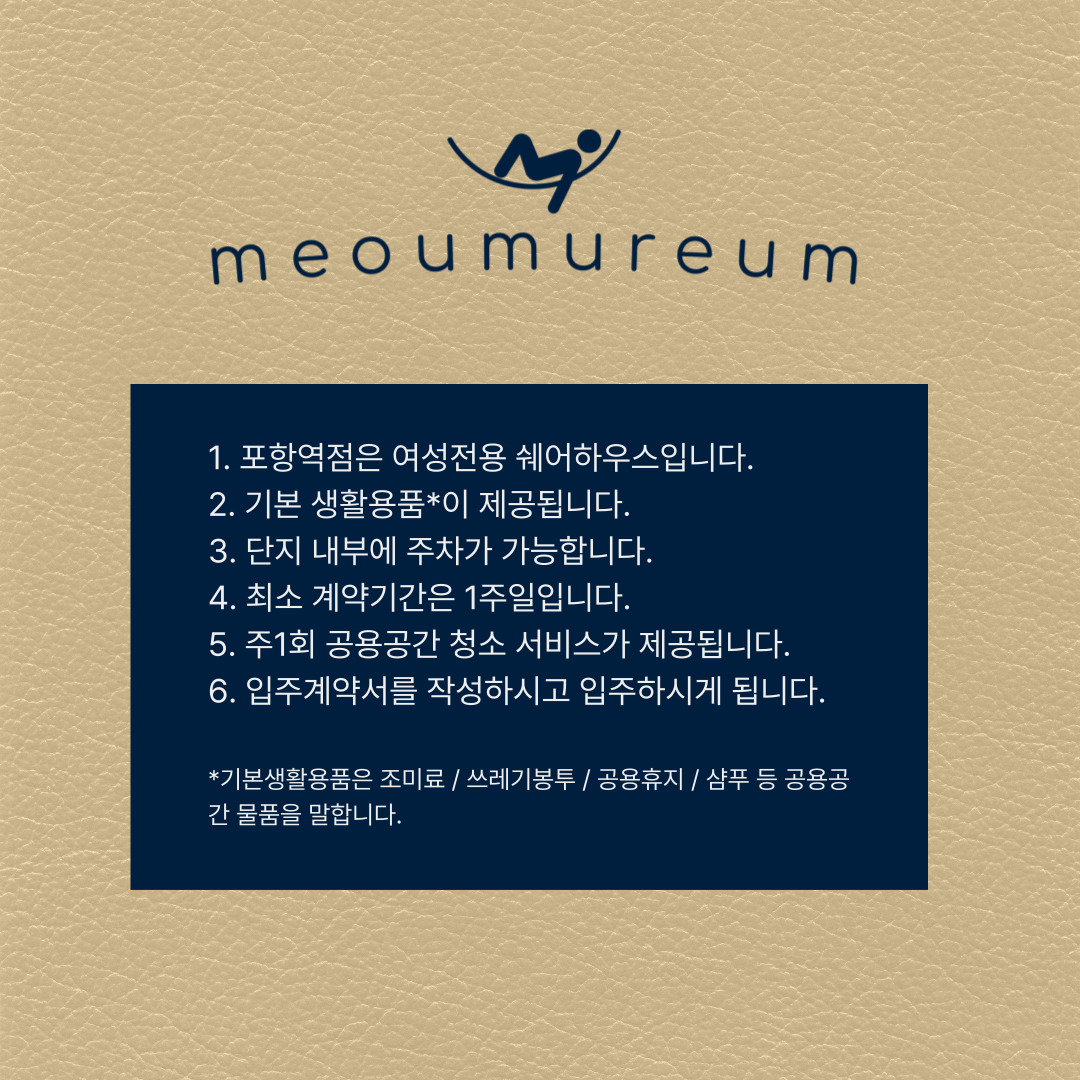 meoumureum
1. 포항역점은 여성전용 쉐어하우스입니다.
2. 기본 생활용품*이 제공됩니다.
3. 단지 내부에 주차가 가능합니다.
4. 최소 계약기간은 1주일입니다.
5. 주1회 공용공간 청소 서비스가 제공됩니다.
6. 입주계약서를 작성하시고 입주하시게 됩니다.
*기본생활용품은 조미료 / 쓰레기봉투 / 공용휴지 / 샴푸 등 공용공
간 물품을 말합니다.